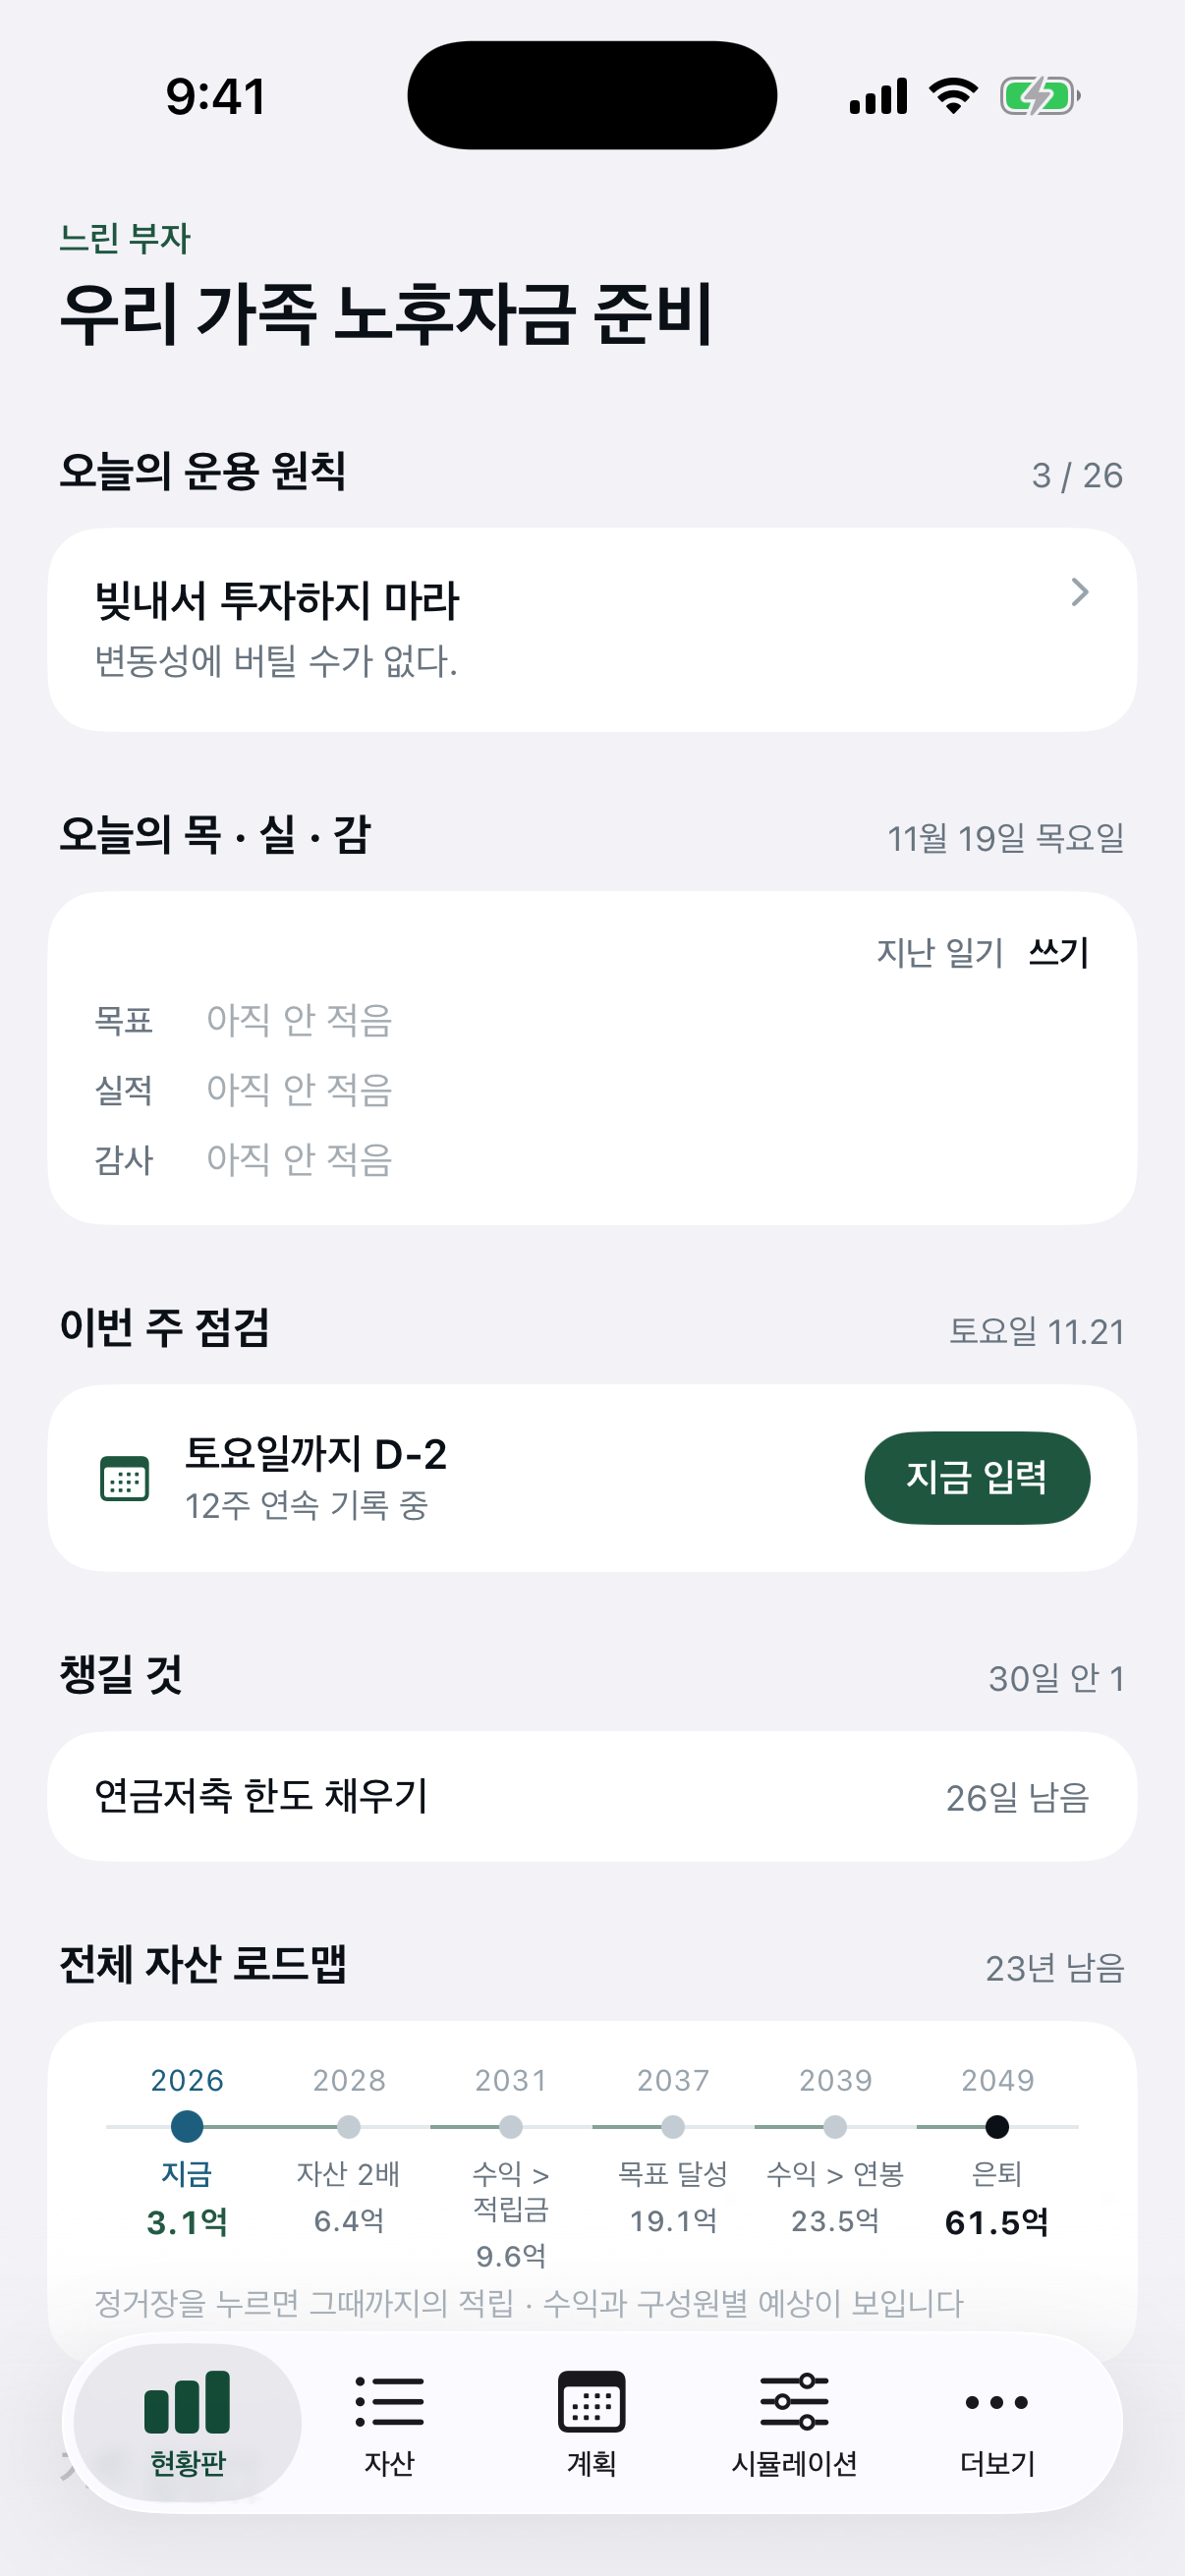 9:41
느린 부자
우리 가족 노후자금 준비
오늘의 운용 원칙
3 / 26
빚내서 투자하지 마라
변동성에 버틸 수가 없다.
오늘의 목 · 실 · 감
11월 19일 목요일
지난 일기 쓰기
목표 아직 안 적음
실적 아직 안 적음
감사 아직 안 적음
이번 주 점검
토요일 11.21
토요일까지 D-2
12주 연속 기록 중
지금 입력
챙길 것
30일 안 1
연금저축 한도 채우기
26일 남음
전체 자산 로드맵
23년 남음
2026 2028 2031 2037 2039 2049
지금 자산 2배 수익 > 목표 달성 수익 > 연봉 은퇴
적립금
3.1억 6.4억 9.6억 19.1억 23.5억 61.5억
정거장을 누르면 그때까지의 적립 · 수익과 구성원별 예상이 보입니다
현황판 자산 계획 시뮬레이션 더보기